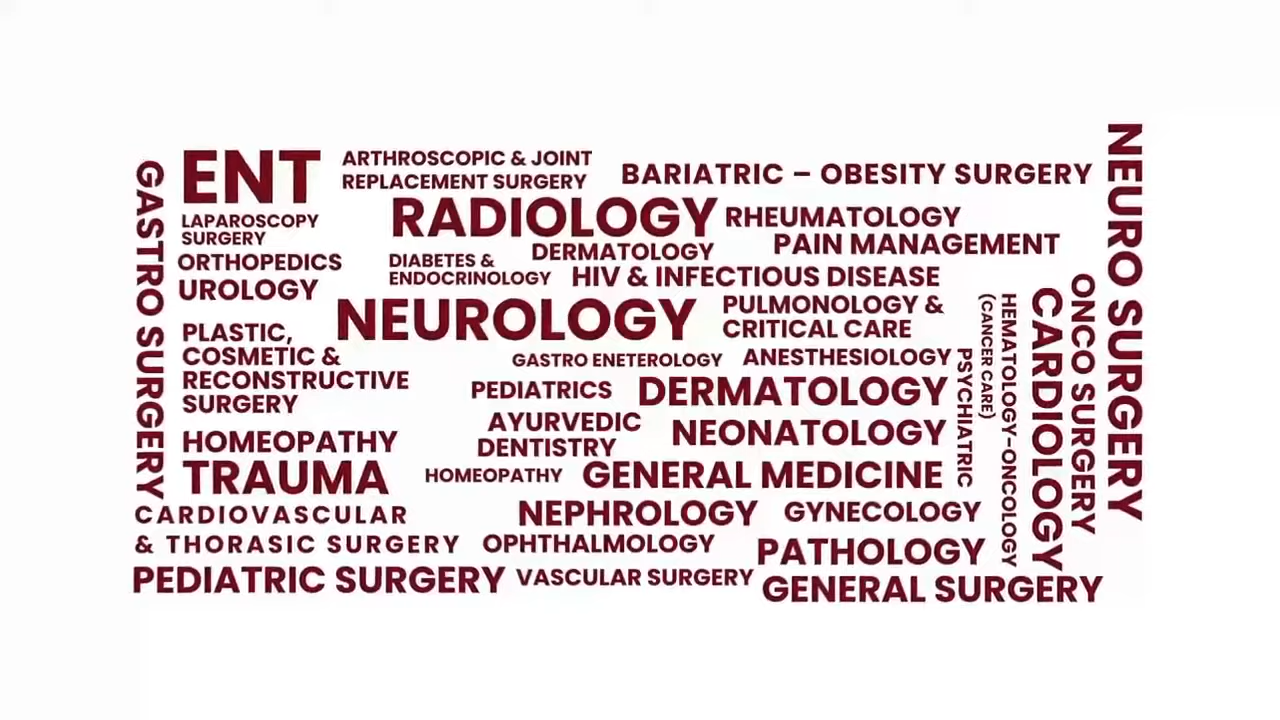 GASTRO SURGERY
ENT
LAPAROSCOPY
SURGERY
ORTHOPEDICS
UROLOGY
PLASTIC,
COSMETIC &
RECONSTRUCTIVE
SURGERY
HOMEOPATHY
TRAUMA
CARDIOVASCULAR
& THORASIC SURGERY
PEDIATRIC SURGERY
ARTHROSCOPIC & JOINT
REPLACEMENT SURGERY
BARIATRIC – OBESITY SURGERY
RADIOLOGY
RHEUMATOLOGY
DERMATOLOGY
PAIN MANAGEMENT
DIABETES &
ENDOCRINOLOGY
HIV & INFECTIOUS DISEASE
NEUROLOGY
PULMONOLOGY &
CRITICAL CARE
GASTRO ENETEROLOGY
ANESTHESIOLOGY
PEDIATRICS
DERMATOLOGY
AYURVEDIC
DENTISTRY
NEONATOLOGY
HOMEOPATHY
GENERAL MEDICINE
NEPHROLOGY
GYNECOLOGY
OPHTHALMOLOGY
PATHOLOGY
VASCULAR SURGERY
GENERAL SURGERY
PSYCHIATRIC
HEMATOLOGY-ONCOLOGY
(CANCER CARE)
CARDIOLOGY
ONCO SURGERY
NEURO SURGERY